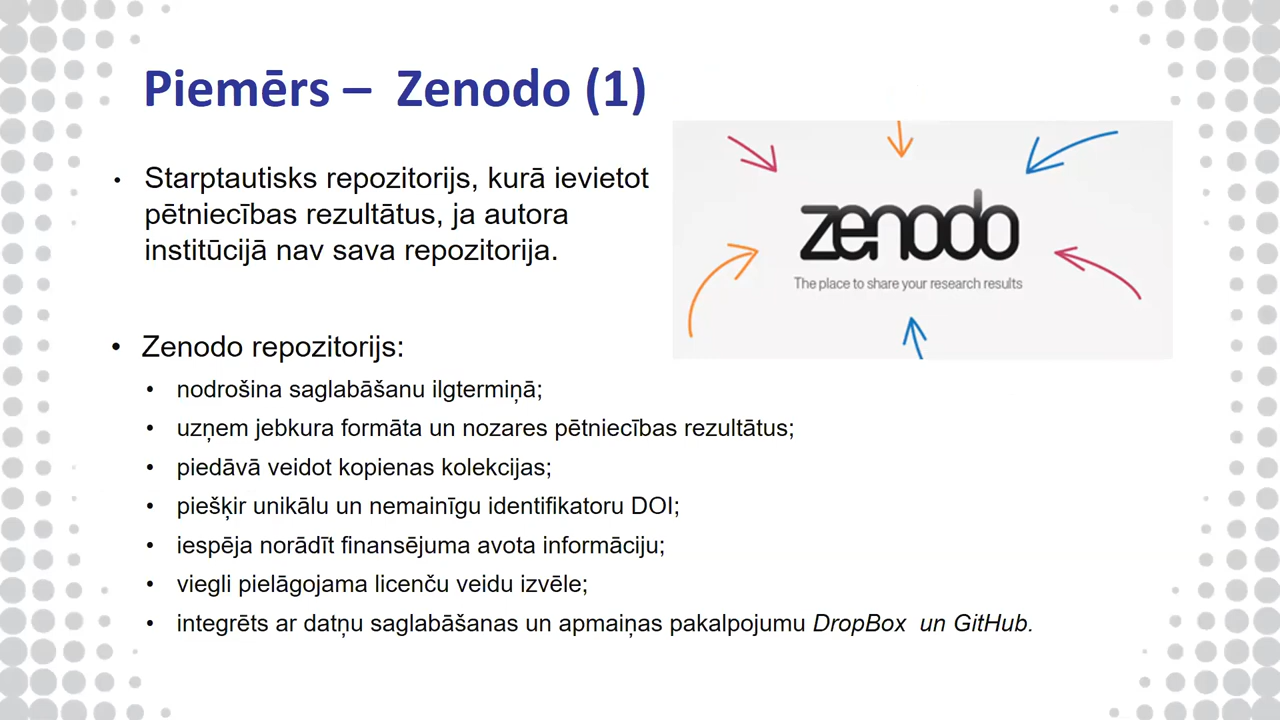 Piemērs – Zenodo (1)
• Starptautisks repozitorijs, kurā ievietot
pētniecības rezultātus, ja autora
institūcijā nav sava repozitorija.
zenodo
The place to share your research results
• Zenodo repozitorijs:
• nodrošina saglabāšanu ilgtermiņā;
• uzņem jebkura formāta un nozares pētniecības rezultātus;
• piedāvā veidot kopienas kolekcijas;
• piešķir unikālu un nemainīgu identifikatoru DOI;
• iespēja norādīt finansējuma avota informāciju;
• viegli pielāgojama licenču veidu izvēle;
• integrēts ar datņu saglabāšanas un apmaiņas pakalpojumu DropBox un GitHub.